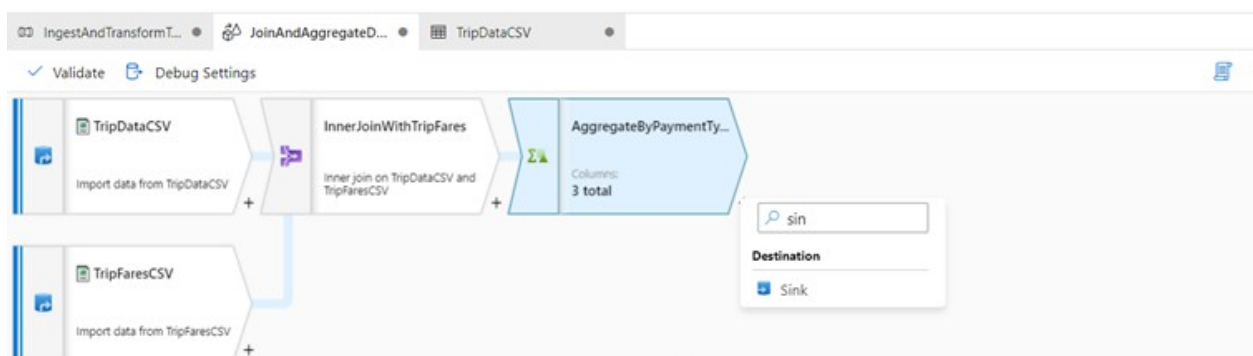 IngestAndTransformT...
JoinAndAggregateD...
TripDataCSV
Validate
Debug Settings
TripDataCSV
Import data from TripDataCSV
+
InnerJoinWithTripFares
Inner join on TripDataCSV and
TripFaresCSV
+
AggregateByPaymentTy...
Columns:
3 total
sin
Destination
Sink
TripFaresCSV
Import data from TripFaresCSV
+